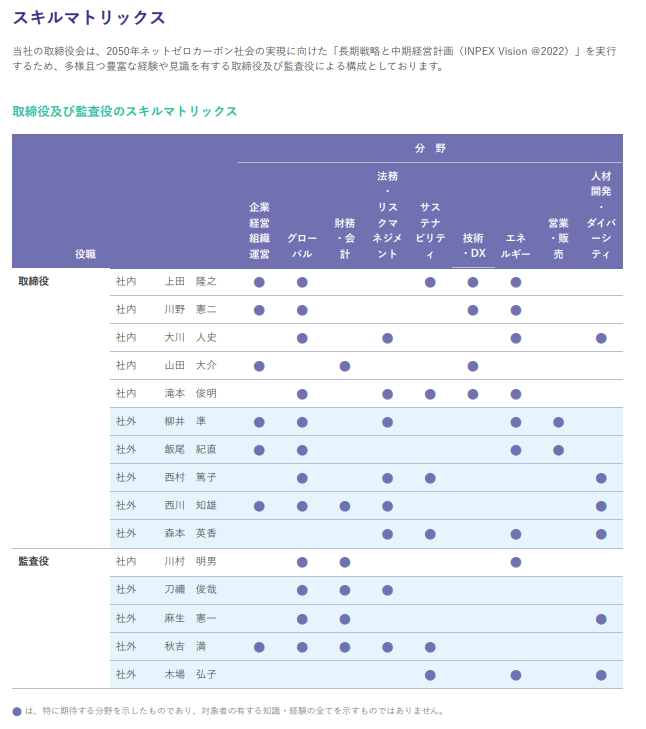 スキルマトリックス
当社の取締役会は、2050年ネットゼロカーボン社会の実現に向けた「長期戦略と中期経営計画（INPEX Vision @2022）」を実行
するため、多様且つ豊富な経験や見識を有する取締役及び監査役による構成としております。
取締役及び監査役のスキルマトリックス
分　野
役職
企業
経営
組織
運営
グロー
バル
財務
・会
計
法務
・
リス
クマ
ネジメ
ント
サス
テナ
ビリテ
ィ
技術
・DX
エネ
ルギー
営業
・販
売
人材
開発
・
ダイバ
ーシ
ティ
取締役 社内 上田　隆之 ● ● ● ● ●
社内 川野　憲二 ● ● ● ●
社内 大川　人史 ● ● ● ●
社内 山田　大介 ● ● ●
社内 滝本　俊明 ● ● ● ● ●
社外 柳井　準 ● ● ● ● ●
社外 飯尾　紀直 ● ● ● ●
社外 西村　篤子 ● ● ● ●
社外 西川　知雄 ● ● ● ● ●
社外 森本　英香 ● ● ● ●
監査役 社内 川村　明男 ● ● ●
社外 刀禰　俊哉 ● ● ●
社外 麻生　憲一 ● ● ●
社外 秋吉　満 ● ● ● ● ●
社外 木場　弘子 ● ● ●
● は、特に期待する分野を示したものであり、対象者の有する知識・経験の全てを示すものではありません。